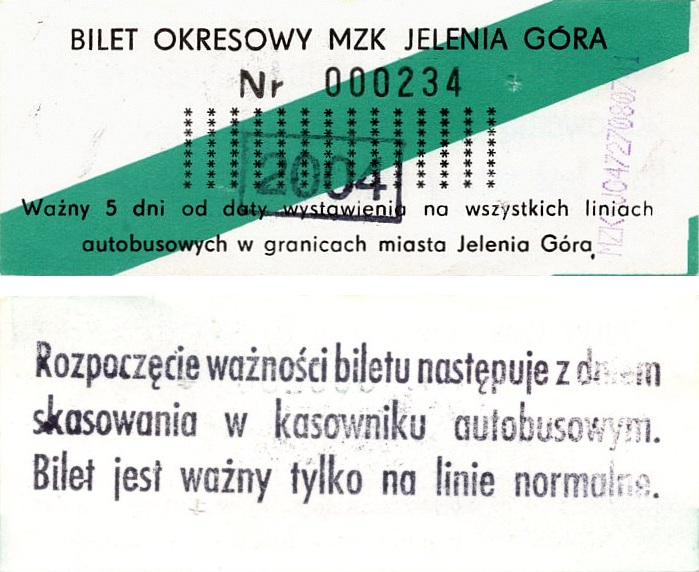 BILET OKRESOWY MZK JELENIA GÓRA
Nr 000234
2004
Ważny 5 dni od daty wystawienia na wszystkich liniach
autobusowych w granicach miasta Jelenia Góra
Rozpoczęcie ważności biletu następuje z dniem
skasowania w kasowniku autobusowym.
Bilet jest ważny tylko na linie normalne.